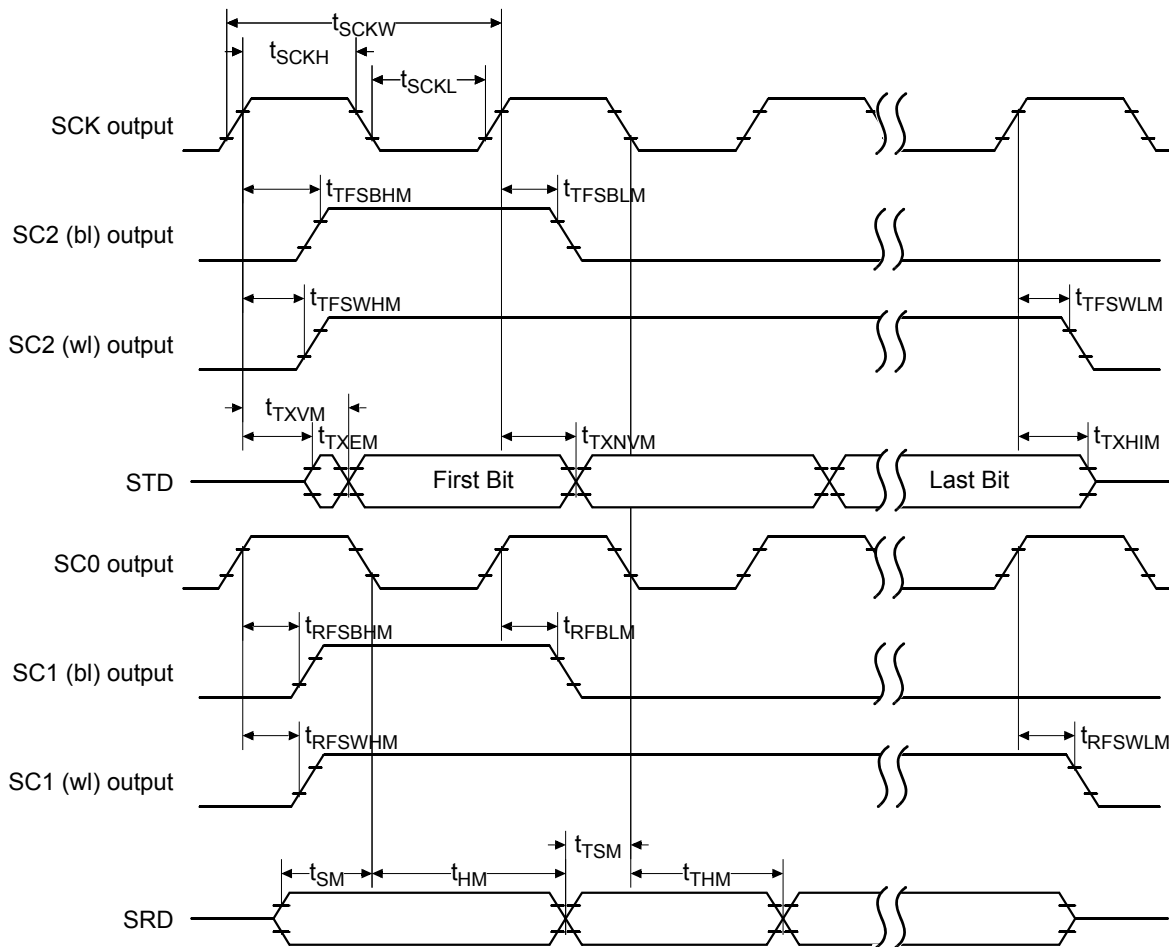 tSCKW
tSCKH
tSCKL
SCK output
tTFSBHM
tTFSBLM
SC2 (bl) output
tTFSWHM
tTFSWLM
SC2 (wl) output
tTXVM
tTXEM
tTXNVM
tTXHIM
STD
First Bit
Last Bit
SC0 output
tRFSBHM
tRFBLM
SC1 (bl) output
tRFSWHM
tRFSWLM
SC1 (wl) output
tTSM
tSM
tHM
tTHM
SRD